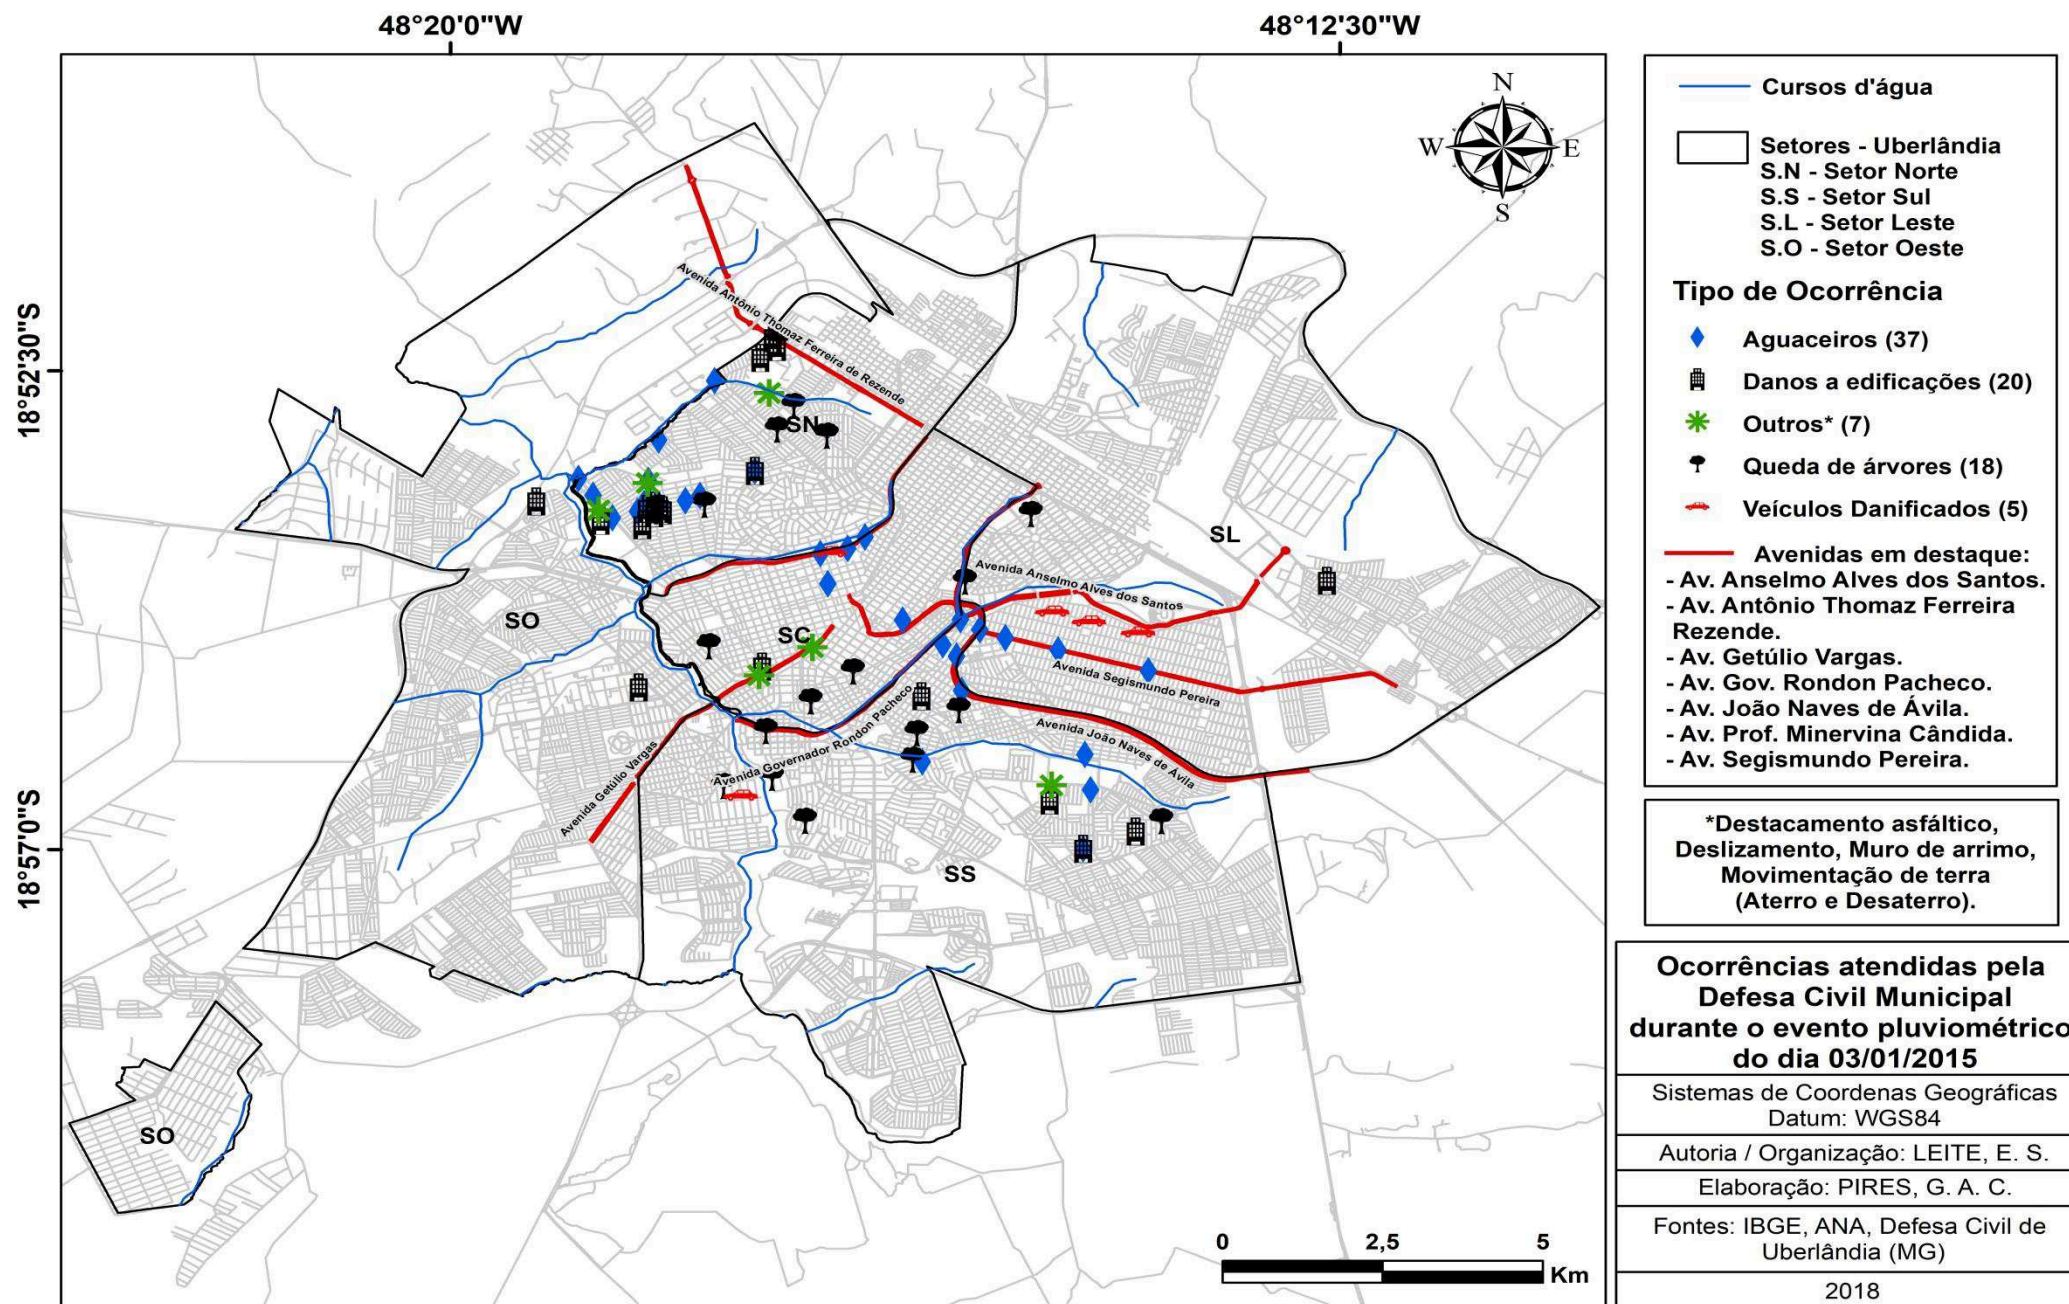 48°20'0"W
48°12'30"W
18°52'30"S
18°57'0"S
N
W
E
S
Avenida Antônio Thomaz Ferreira de Rezende
SN
SL
Avenida Anselmo Alves dos Santos
SO
SC
Avenida Segismundo Pereira
Avenida João Naves de Ávila
Avenida Governador Rondon Pacheco
Avenida Getúlio Vargas
SS
SO
0
2,5
5
Km
Cursos d'água
Setores - Uberlândia
S.N - Setor Norte
S.S - Setor Sul
S.L - Setor Leste
S.O - Setor Oeste
Tipo de Ocorrência
Aguaceiros (37)
Danos a edificações (20)
Outros* (7)
Queda de árvores (18)
Veículos Danificados (5)
Avenidas em destaque:
- Av. Anselmo Alves dos Santos.
- Av. Antônio Thomaz Ferreira
Rezende.
- Av. Getúlio Vargas.
- Av. Gov. Rondon Pacheco.
- Av. João Naves de Ávila.
- Av. Prof. Minervina Cândida.
- Av. Segismundo Pereira.
*Destacamento asfáltico,
Deslizamento, Muro de arrimo,
Movimentação de terra
(Aterro e Desaterro).
Ocorrências atendidas pela
Defesa Civil Municipal
durante o evento pluviométrico
do dia 03/01/2015
Sistemas de Coordenas Geográficas
Datum: WGS84
Autoria / Organização: LEITE, E. S.
Elaboração: PIRES, G. A. C.
Fontes: IBGE, ANA, Defesa Civil de
Uberlândia (MG)
2018